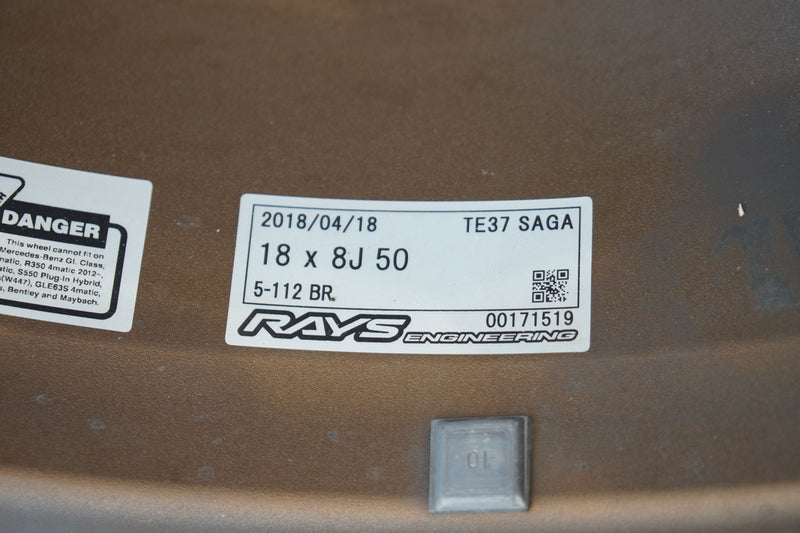 DANGER
This wheel cannot fit on
Mercedes-Benz GL Class,
R350 4matic 2012~,
S550 Plug-In Hybrid,
(W447), GLE63S 4matic,
Bentley and Maybach.
2018/04/18 TE37 SAGA
18 x 8J 50
5-112 BR
00171519
RAYS ENGINEERING
10